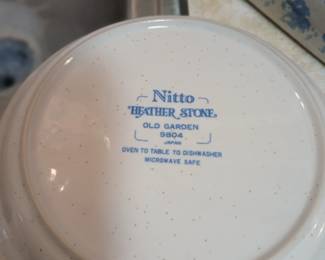 Nitto
HEATHER STONE
OLD GARDEN
9804
JAPAN
OVEN TO TABLE TO DISHWASHER
MICROWAVE SAFE